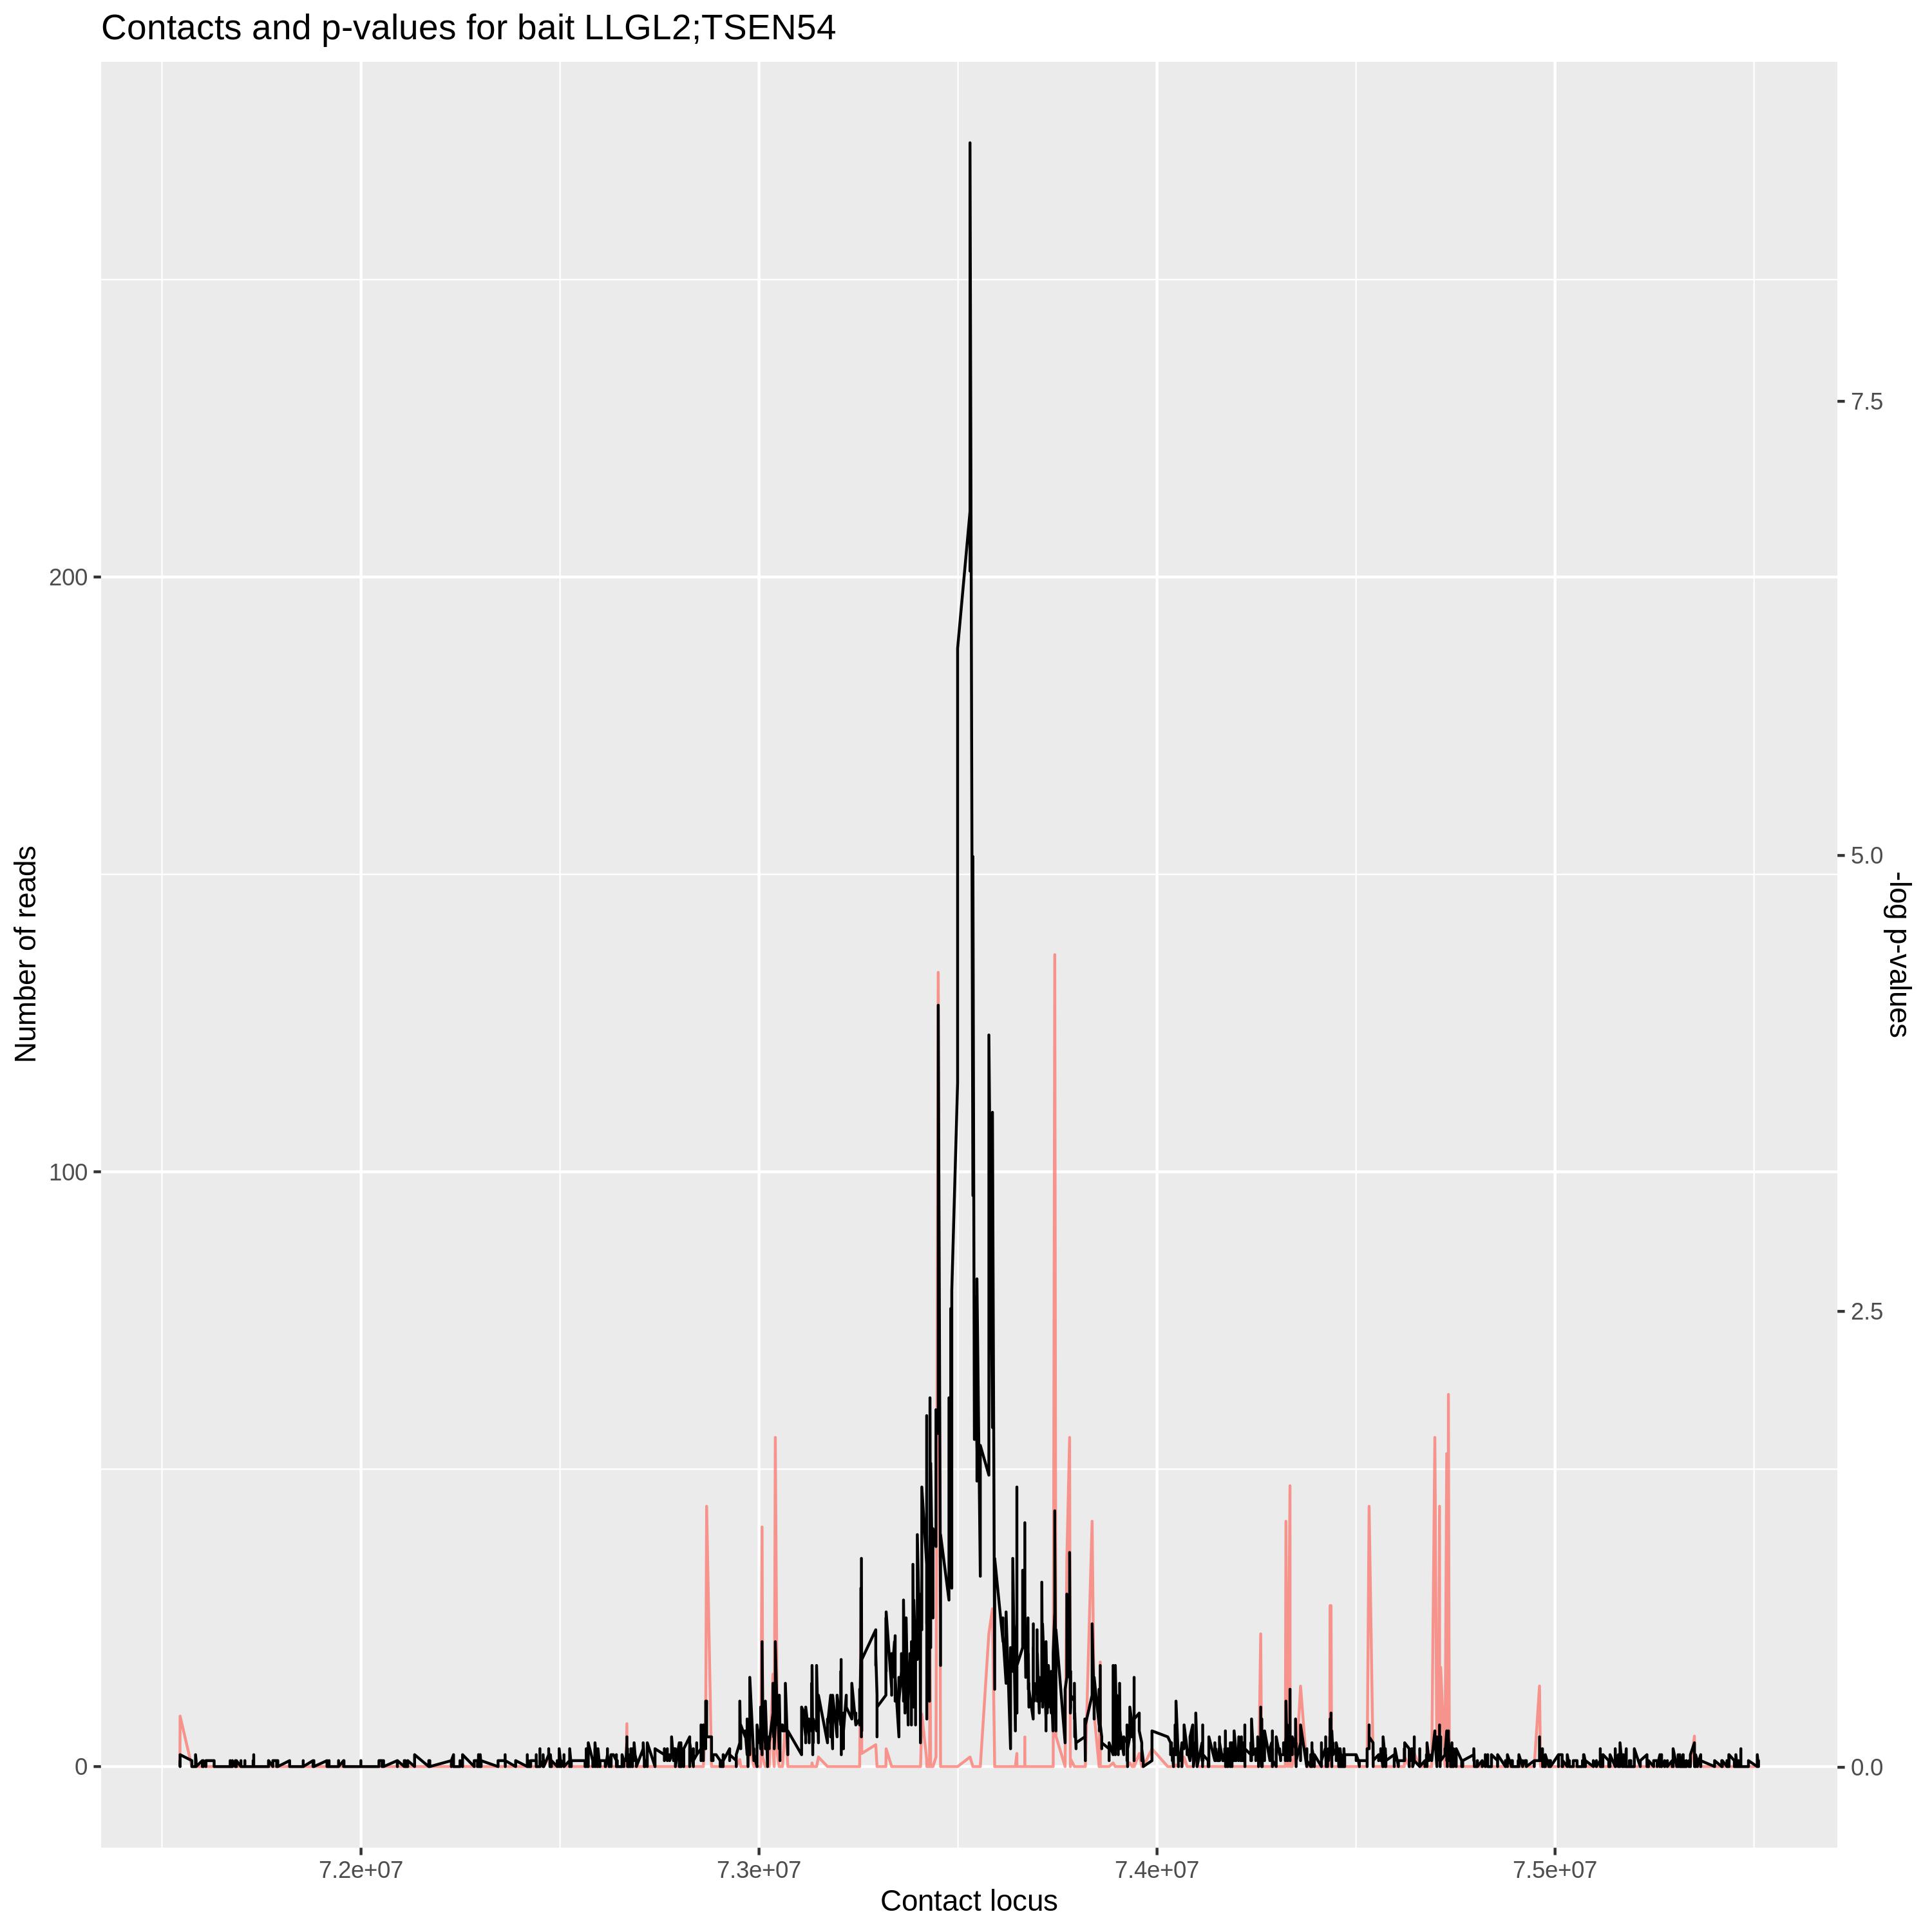 Contacts and p-values for bait LLGL2;TSEN54
Number of reads
200
100
0
7.5
5.0
2.5
0.0
-log p-values
7.2e+07 7.3e+07 7.4e+07 7.5e+07
Contact locus